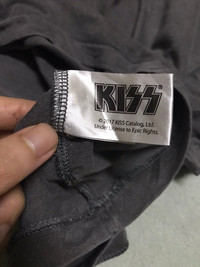 KISS
© 2017 KISS Catalog, Ltd.
Under License to Epic Rights.